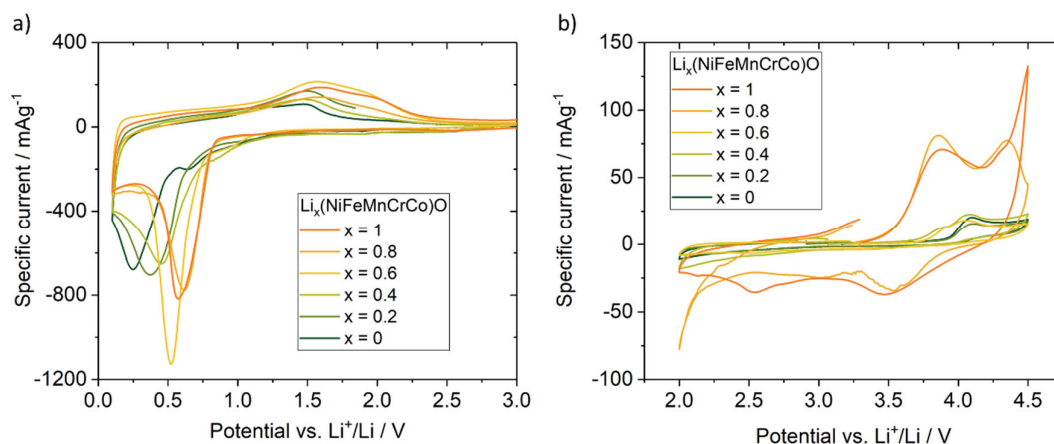 a)
Specific current / mAg⁻¹
400
0
-400
-800
-1200
Liₓ(NiFeMnCrCo)O
x = 1
x = 0.8
x = 0.6
x = 0.4
x = 0.2
x = 0
0.0 0.5 1.0 1.5 2.0 2.5 3.0
Potential vs. Li⁺/Li / V
b)
Specific current / mAg⁻¹
150
100
50
0
-50
-100
Liₓ(NiFeMnCrCo)O
x = 1
x = 0.8
x = 0.6
x = 0.4
x = 0.2
x = 0
2.0 2.5 3.0 3.5 4.0 4.5
Potential vs. Li⁺/Li / V